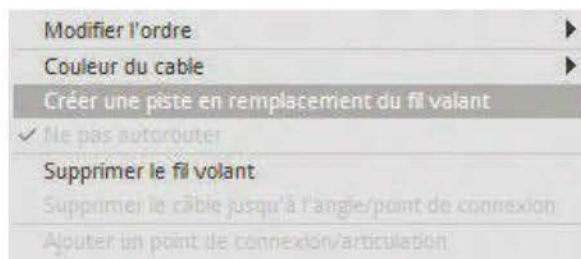 Modifier l'ordre
Couleur du cable
Créer une piste en remplacement du fil valant
Ne pas autorouter
Supprimer le fil volant
Supprimer le câble jusqu'à l'angle/point de connexion
Ajouter un point de connexion/articulation